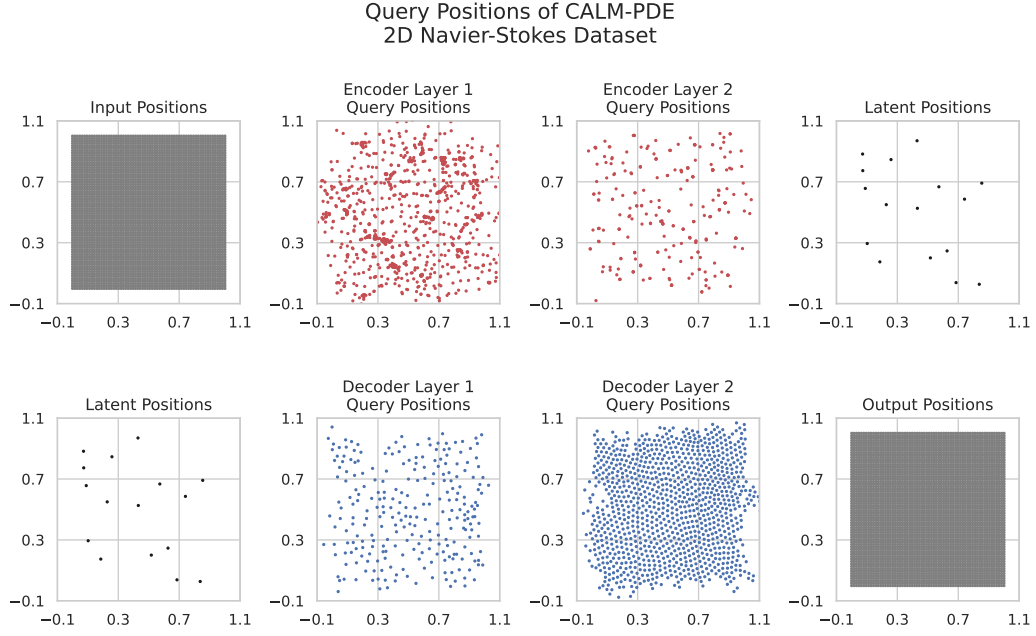 Query Positions of CALM-PDE
2D Navier-Stokes Dataset
Input Positions
1.1
0.7
0.3
−0.1
−0.1 0.3 0.7 1.1
Encoder Layer 1
Query Positions
1.1
0.7
0.3
−0.1
−0.1 0.3 0.7 1.1
Encoder Layer 2
Query Positions
1.1
0.7
0.3
−0.1
−0.1 0.3 0.7 1.1
Latent Positions
1.1
0.7
0.3
−0.1
−0.1 0.3 0.7 1.1
Latent Positions
1.1
0.7
0.3
−0.1
−0.1 0.3 0.7 1.1
Decoder Layer 1
Query Positions
1.1
0.7
0.3
−0.1
−0.1 0.3 0.7 1.1
Decoder Layer 2
Query Positions
1.1
0.7
0.3
−0.1
−0.1 0.3 0.7 1.1
Output Positions
1.1
0.7
0.3
−0.1
−0.1 0.3 0.7 1.1